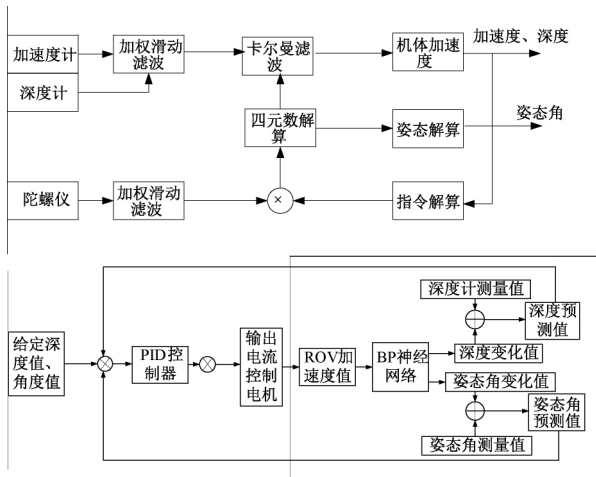 加速度计
深度计
加权滑动
滤波
卡尔曼滤
波
机体加速
度
加速度、深度
四元数解
算
姿态解算
姿态角
陀螺仪
加权滑动
滤波
×
指令解算
给定深
度值、
角度值
PID控
制器
输出
电流
控制
电机
ROV加
速度值
BP神经
网络
深度计测量值
深度预
测值
深度变化值
姿态角变化值
姿态角
预测值
姿态角测量值